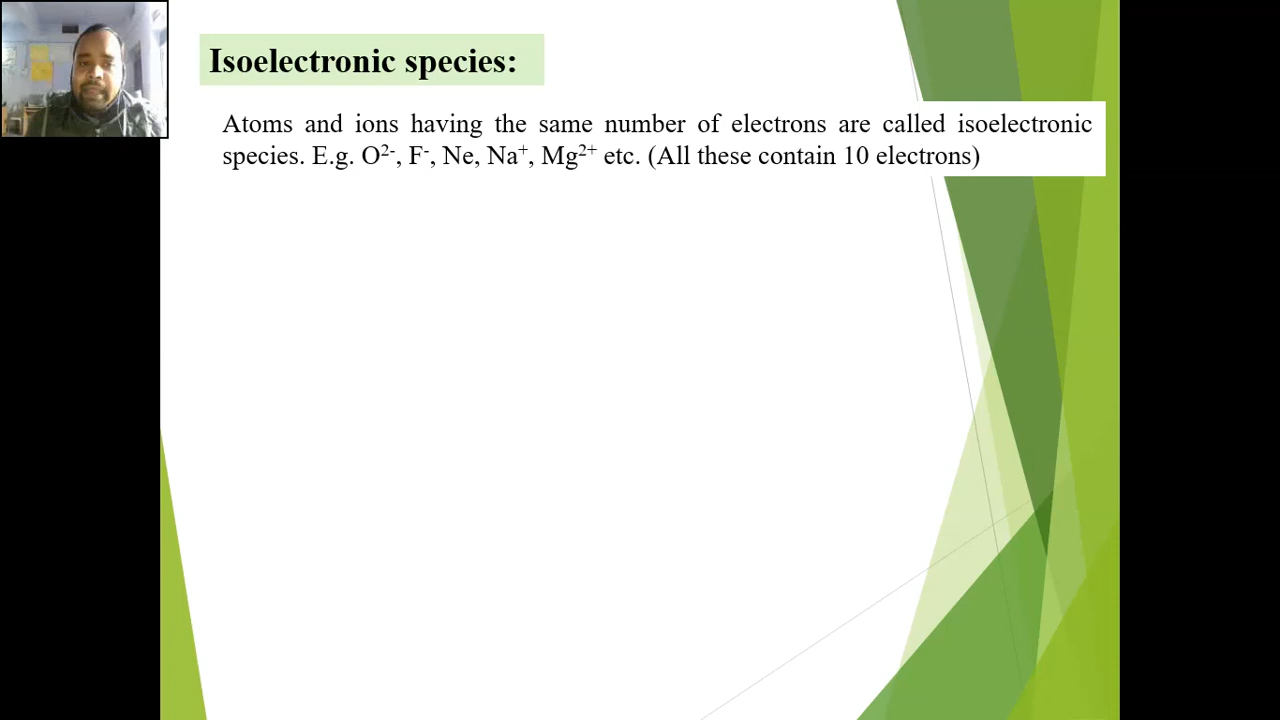 Isoelectronic species:
Atoms and ions having the same number of electrons are called isoelectronic
species. E.g. O²⁻, F⁻, Ne, Na⁺, Mg²⁺ etc. (All these contain 10 electrons)